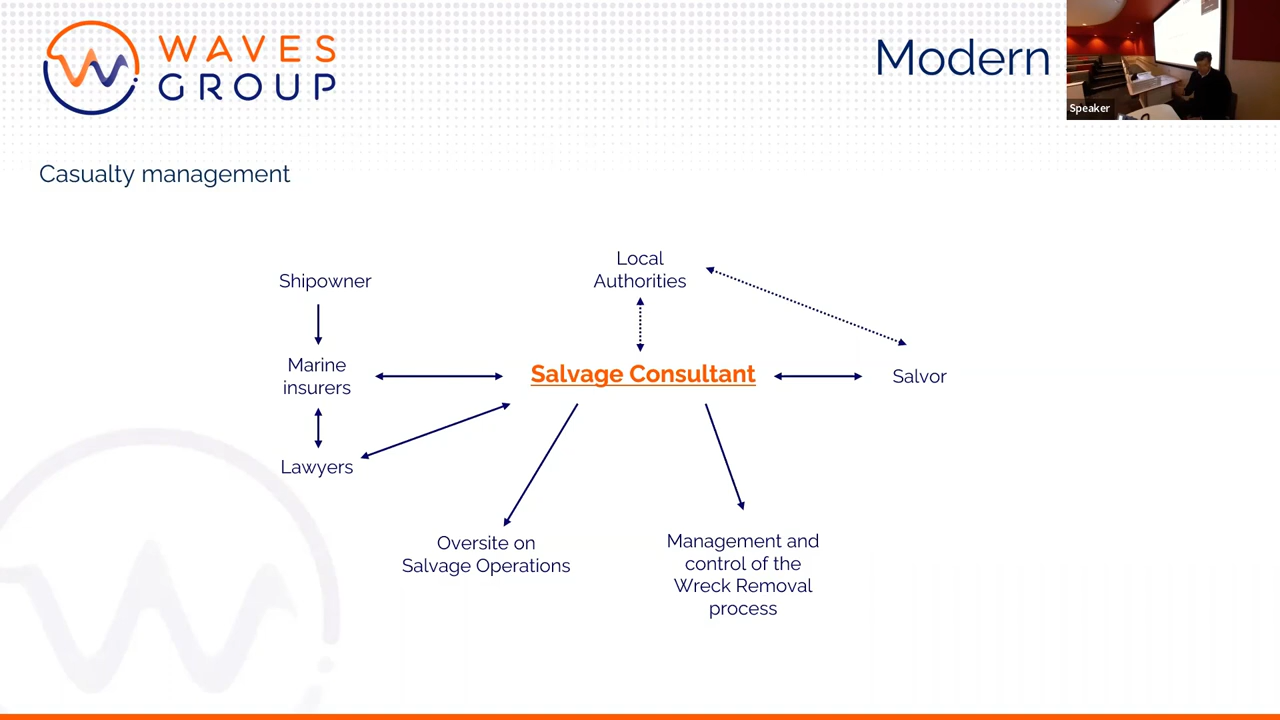 WAVES
GROUP
Modern
Speaker
Casualty management
Local
Authorities
Shipowner
Marine
insurers
Salvage Consultant
Salvor
Lawyers
Oversite on
Salvage Operations
Management and
control of the
Wreck Removal
process